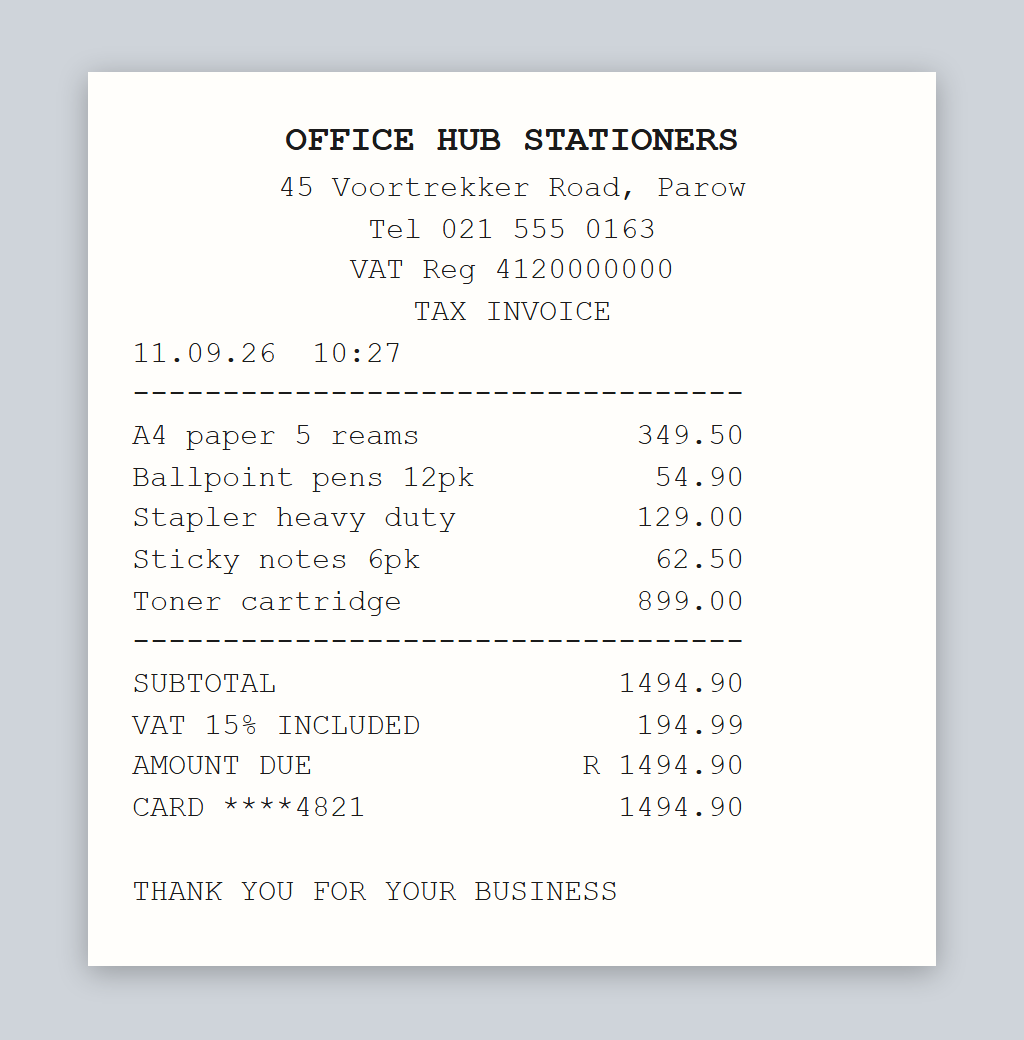 OFFICE HUB STATIONERS
45 Voortrekker Road, Parow
Tel 021 555 0163
VAT Reg 4120000000
TAX INVOICE
11.09.26  10:27
----------------------------------
A4 paper 5 reams            349.50
Ballpoint pens 12pk          54.90
Stapler heavy duty          129.00
Sticky notes 6pk             62.50
Toner cartridge             899.00
----------------------------------
SUBTOTAL                   1494.90
VAT 15% INCLUDED            194.99
AMOUNT DUE               R 1494.90
CARD ****4821              1494.90
THANK YOU FOR YOUR BUSINESS